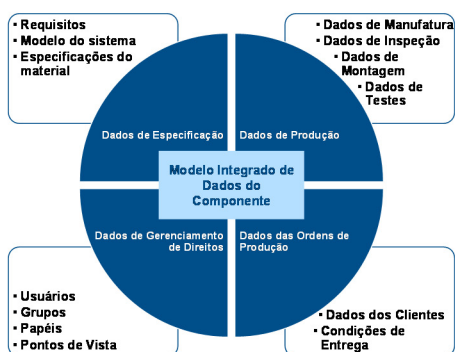 ▪ Requisitos
▪ Modelo do sistema
▪ Especificações do
material
▪ Dados de Manufatura
▪ Dados de Inspeção
▪ Dados de
Montagem
▪ Dados de
Testes
Dados de Especificação
Dados de Produção
Modelo Integrado de
Dados do
Componente
Dados de Gerenciamento
de Direitos
Dados das Ordens de
Produção
▪ Usuários
▪ Grupos
▪ Papéis
▪ Pontos de Vista
▪ Dados dos Clientes
▪ Condições de
Entrega